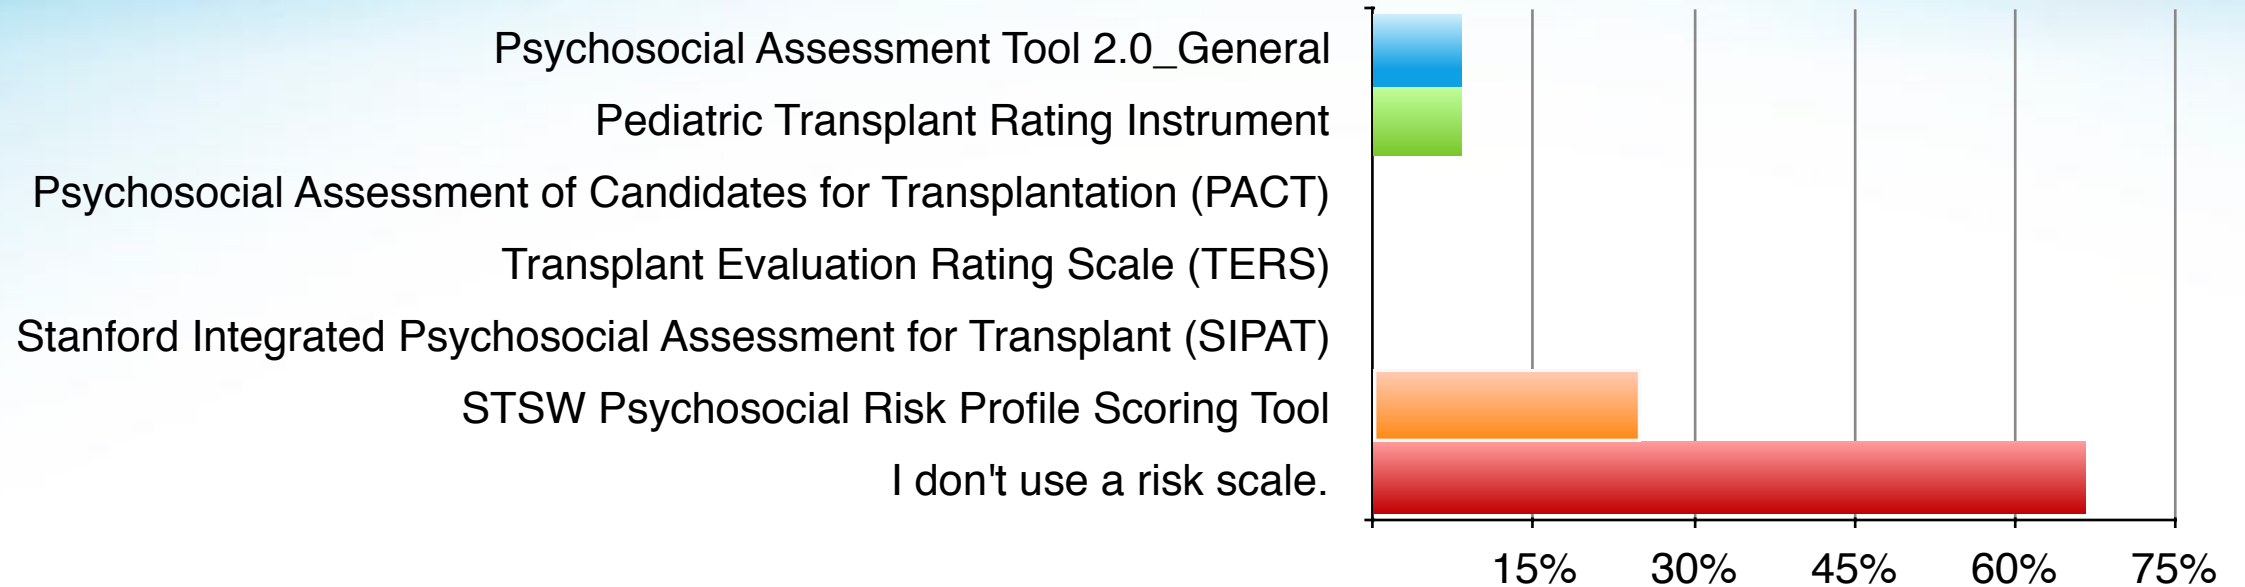 Psychosocial Assessment Tool 2.0_General
Pediatric Transplant Rating Instrument
Psychosocial Assessment of Candidates for Transplantation (PACT)
Transplant Evaluation Rating Scale (TERS)
Stanford Integrated Psychosocial Assessment for Transplant (SIPAT)
STSW Psychosocial Risk Profile Scoring Tool
I don't use a risk scale.
15% 30% 45% 60% 75%